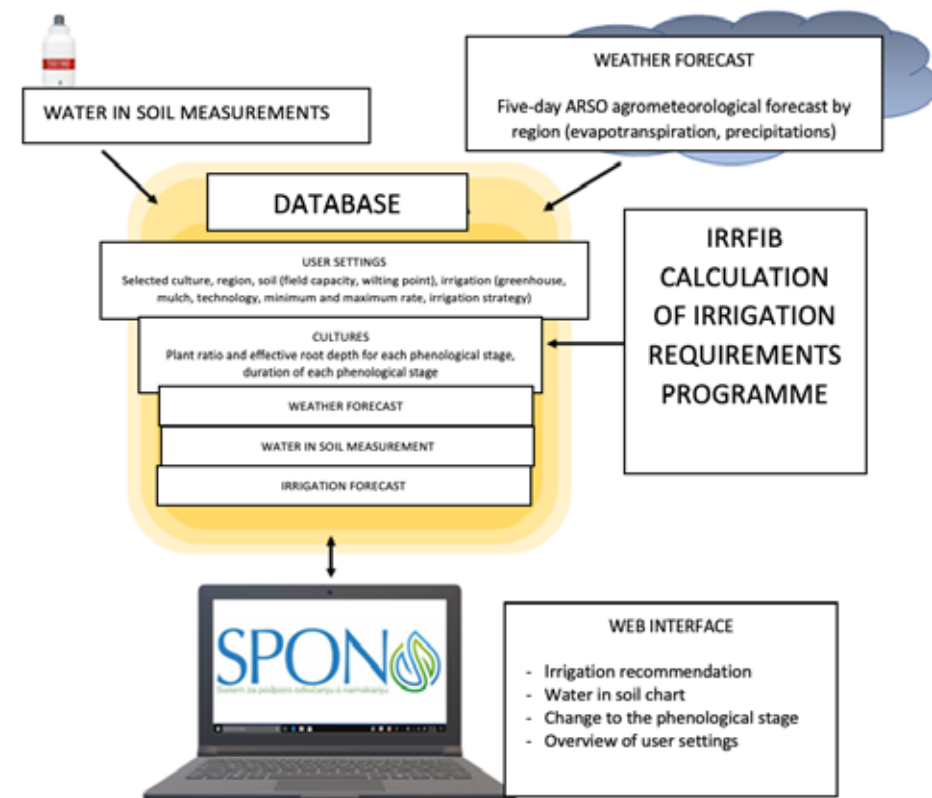 WATER IN SOIL MEASUREMENTS
WEATHER FORECAST
Five-day ARSO agrometeorological forecast by
region (evapotranspiration, precipitations)
DATABASE
USER SETTINGS
Selected culture, region, soil (field capacity, wilting point), irrigation (greenhouse,
mulch, technology, minimum and maximum rate, irrigation strategy)
CULTURES
Plant ratio and effective root depth for each phenological stage,
duration of each phenological stage
WEATHER FORECAST
WATER IN SOIL MEASUREMENT
IRRIGATION FORECAST
IRRFIB
CALCULATION
OF IRRIGATION
REQUIREMENTS
PROGRAMME
SPON
Sistem za podporo odločanju o namakanju
WEB INTERFACE
- Irrigation recommendation
- Water in soil chart
- Change to the phenological stage
- Overview of user settings